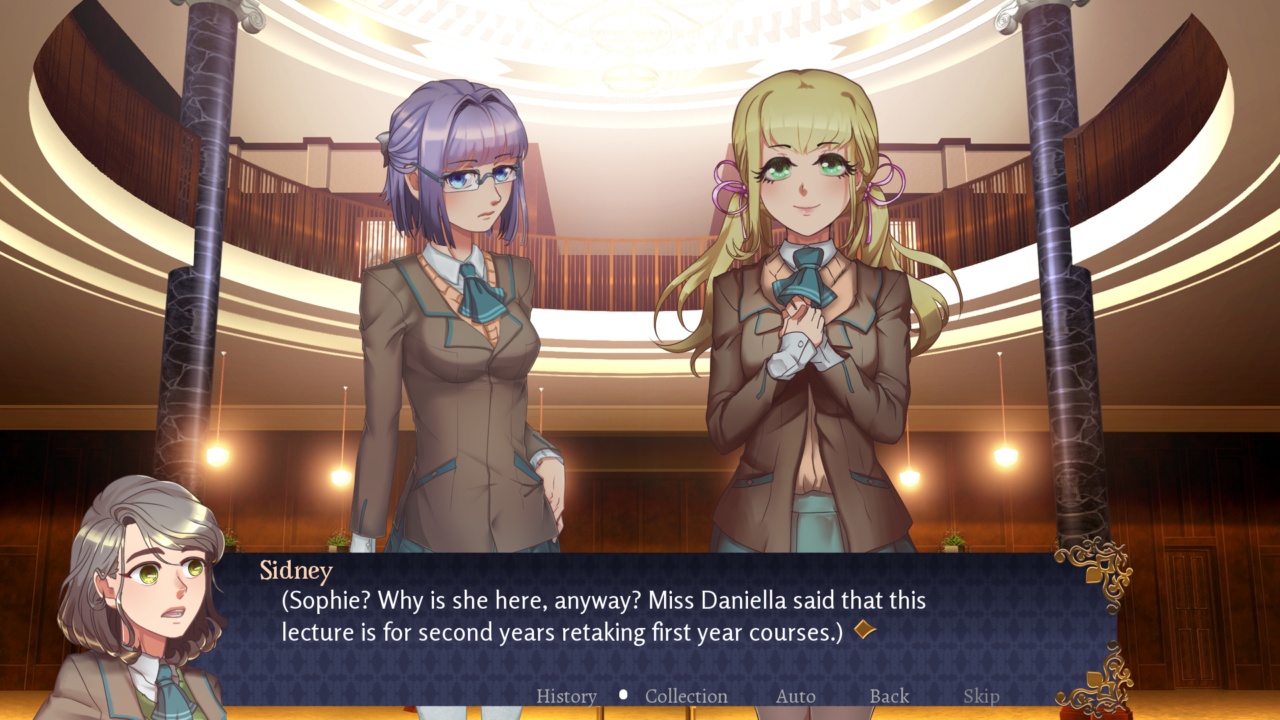 Sidney
(Sophie? Why is she here, anyway? Miss Daniella said that this
lecture is for second years retaking first year courses.)
History Collection Auto Back Skip